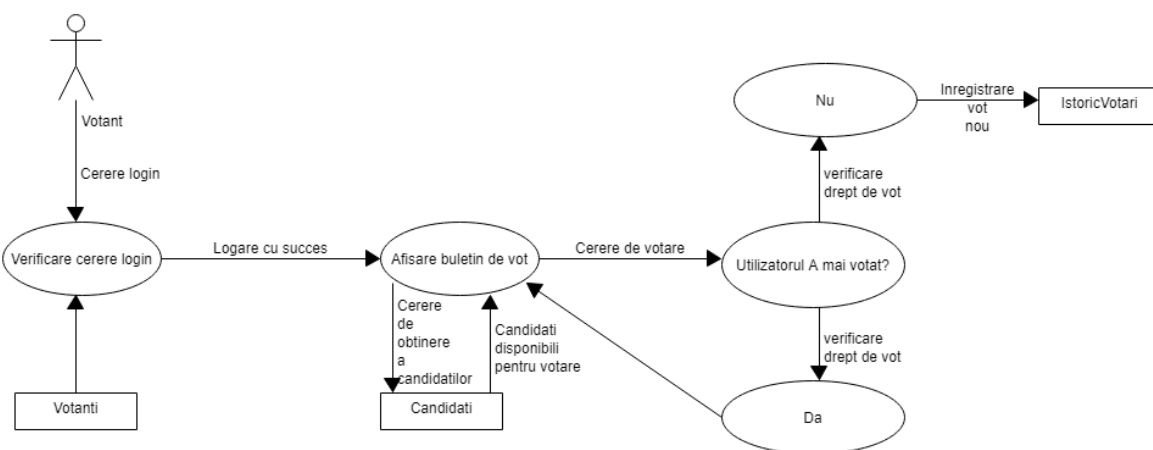 Votant
Cerere login
Verificare cerere login
Votanti
Logare cu succes
Afisare buletin de vot
Cerere
de
obtinere
a
candidatilor
Candidati
disponibili
pentru votare
Candidati
Cerere de votare
Utilizatorul A mai votat?
verificare
drept de vot
Nu
Inregistrare
vot
nou
IstoricVotari
verificare
drept de vot
Da